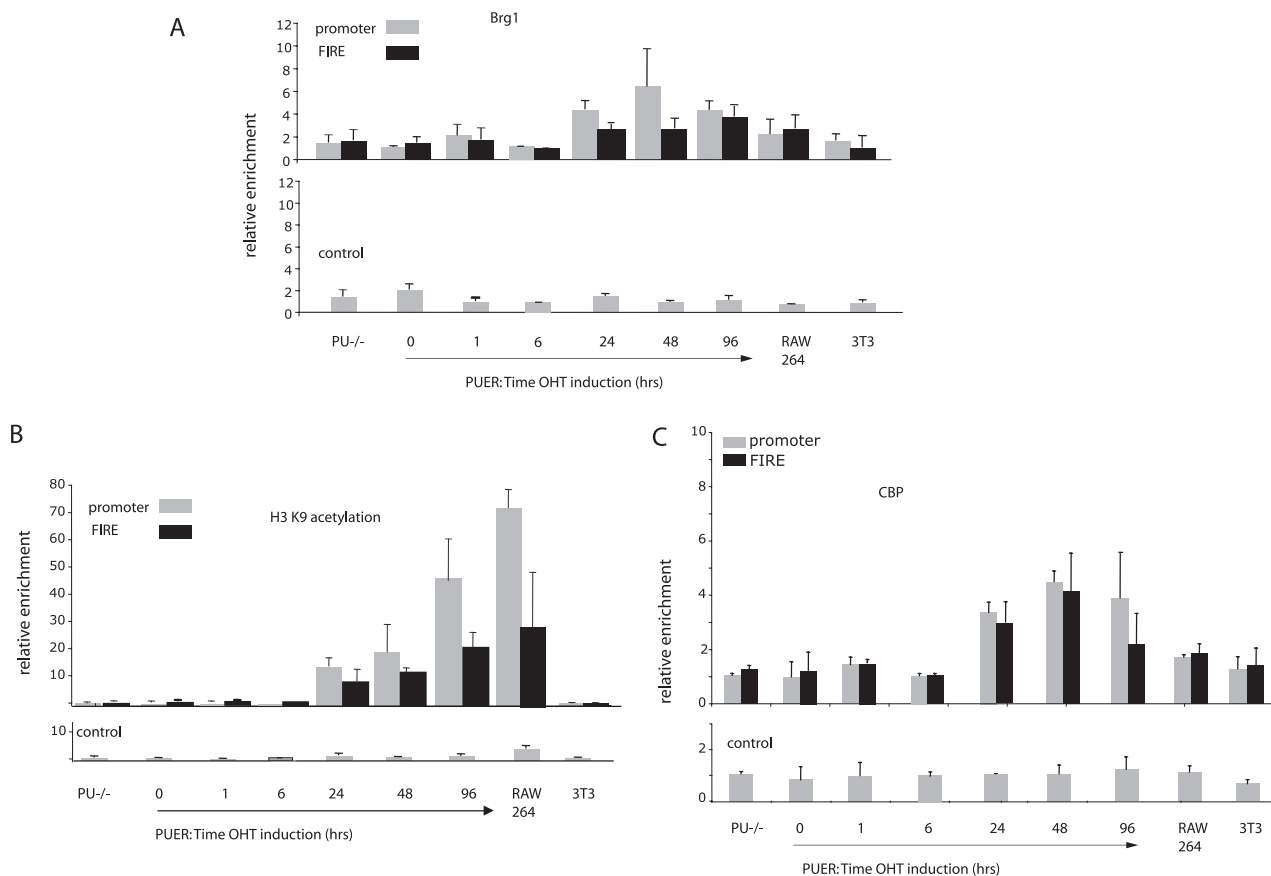 A
Brg1
promoter
FIRE
12
10
8
6
4
2
0
relative enrichment
12
10
8
6
4
2
0
control
PU-/- 0 1 6 24 48 96 RAW 3T3
264
PUER: Time OHT induction (hrs)
B
H3 K9 acetylation
promoter
FIRE
80
70
60
50
40
30
20
10
relative enrichment
10
control
PU-/- 0 1 6 24 48 96 RAW 3T3
264
PUER: Time OHT induction (hrs)
C
promoter
FIRE
CBP
10
8
6
4
2
0
relative enrichment
2
0
control
PU-/- 0 1 6 24 48 96 RAW 3T3
264
PUER: Time OHT induction (hrs)